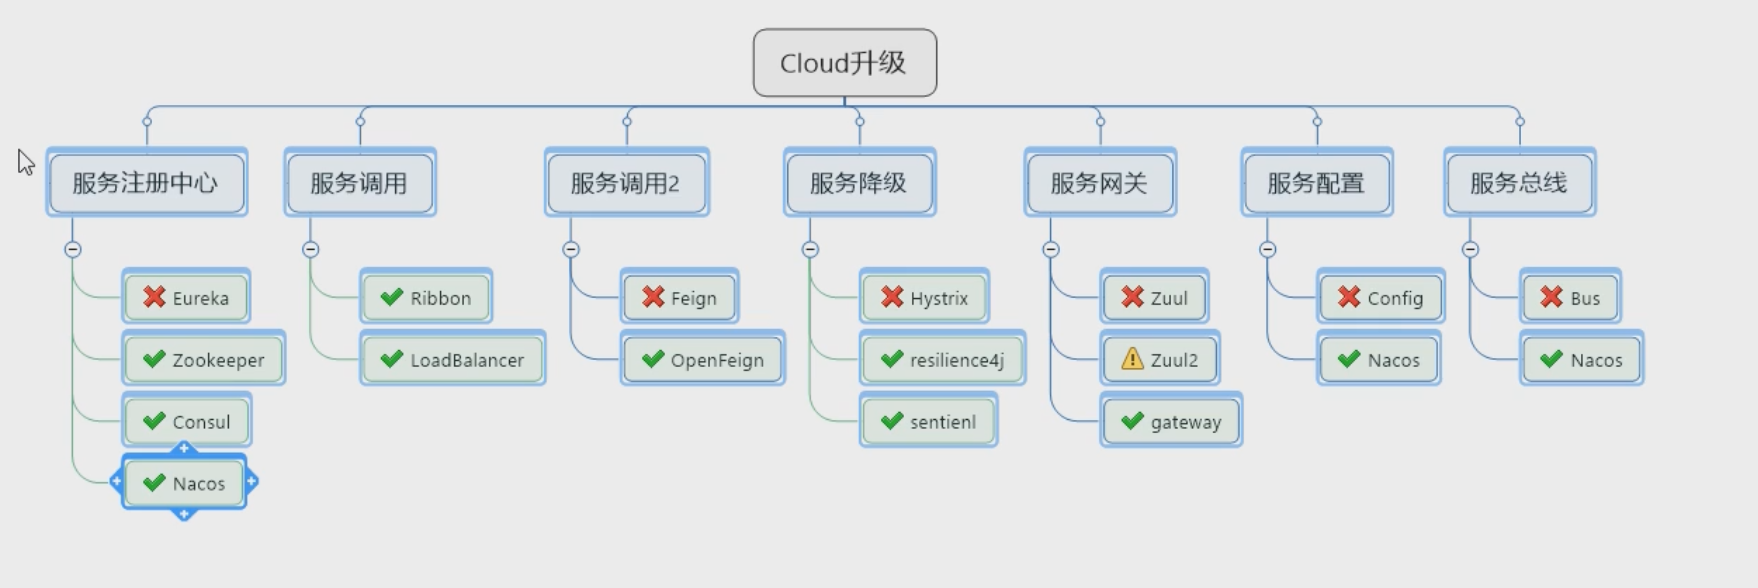 Cloud升级
服务注册中心
Eureka
Zookeeper
Consul
Nacos
服务调用
Ribbon
LoadBalancer
服务调用2
Feign
OpenFeign
服务降级
Hystrix
resilience4j
sentienl
服务网关
Zuul
Zuul2
gateway
服务配置
Config
Nacos
服务总线
Bus
Nacos